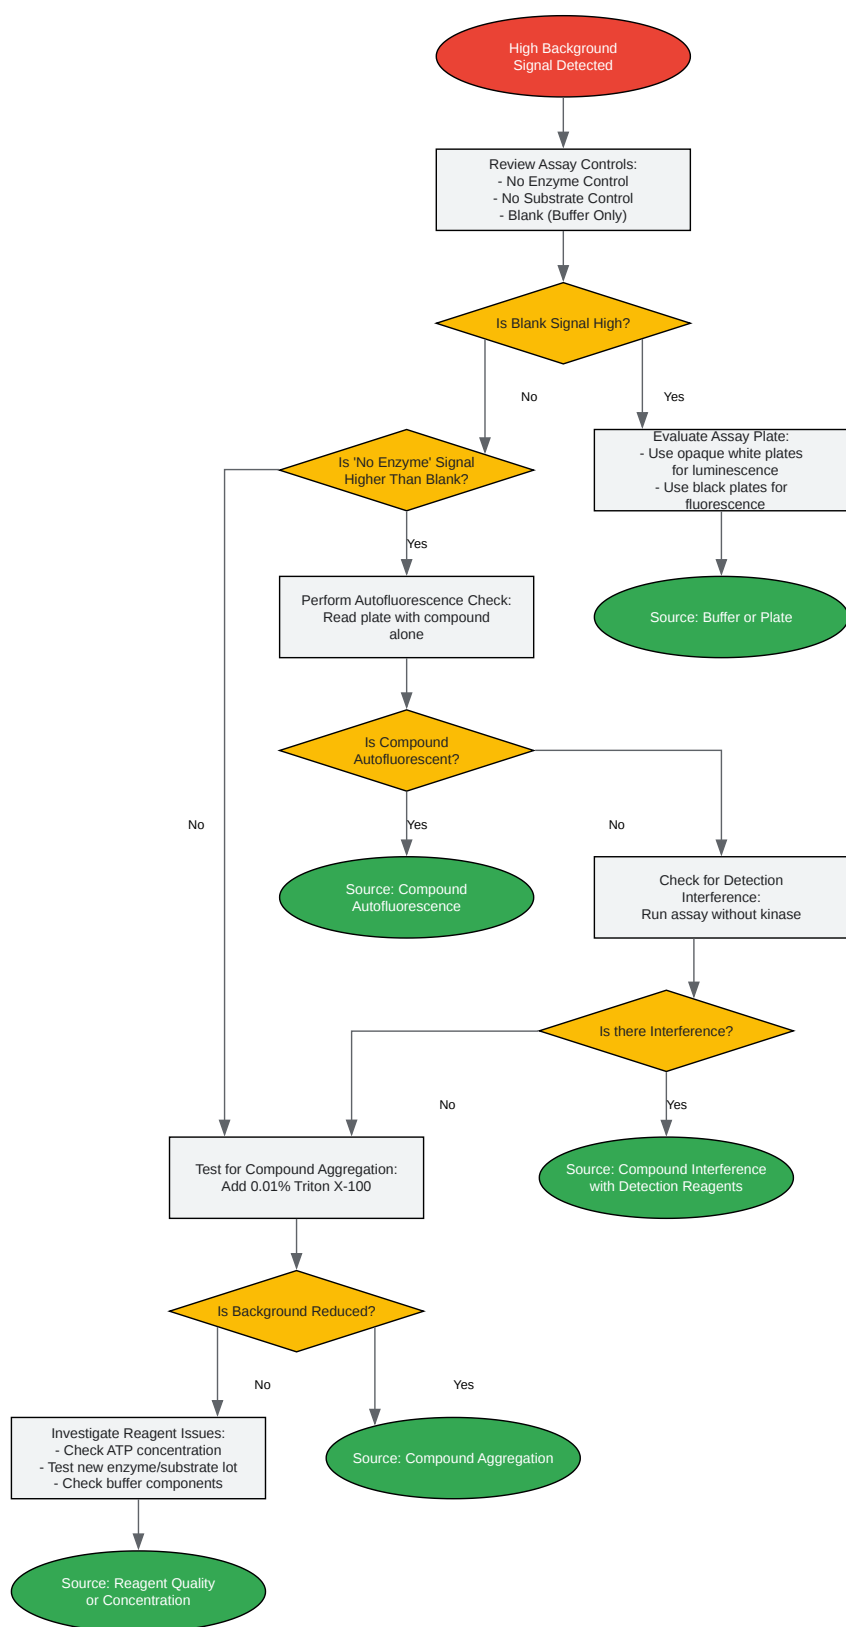 High Background
Signal Detected
Review Assay Controls:
- No Enzyme Control
- No Substrate Control
- Blank (Buffer Only)
Is Blank Signal High?
No
Yes
Is 'No Enzyme' Signal
Higher Than Blank?
Evaluate Assay Plate:
- Use opaque white plates
for luminescence
- Use black plates for
fluorescence
Yes
Perform Autofluorescence Check:
Read plate with compound
alone
Source: Buffer or Plate
Is Compound
Autofluorescent?
No
Yes
No
Source: Compound
Autofluorescence
Check for Detection
Interference:
Run assay without kinase
Is there Interference?
No
Yes
Test for Compound Aggregation:
Add 0.01% Triton X-100
Source: Compound Interference
with Detection Reagents
Is Background Reduced?
No
Yes
Investigate Reagent Issues:
- Check ATP concentration
- Test new enzyme/substrate lot
- Check buffer components
Source: Compound Aggregation
Source: Reagent Quality
or Concentration